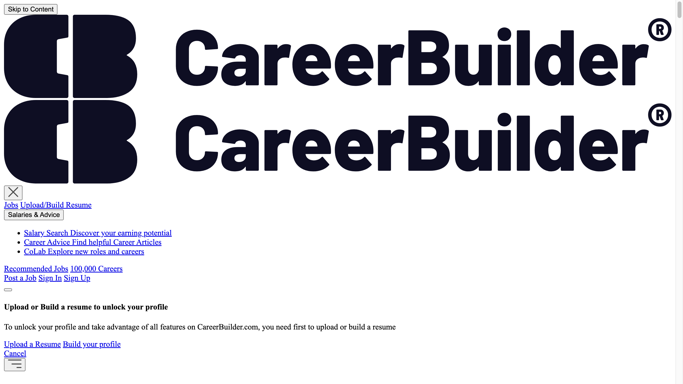 Skip to Content
CareerBuilder®
CareerBuilder®
Jobs Upload/Build Resume
Salaries & Advice
Salary Search Discover your earning potential
Career Advice Find helpful Career Articles
CoLab Explore new roles and careers
Recommended Jobs 100,000 Careers
Post a Job Sign In Sign Up
Upload or Build a resume to unlock your profile
To unlock your profile and take advantage of all features on CareerBuilder.com, you need first to upload or build a resume
Upload a Resume Build your profile
Cancel